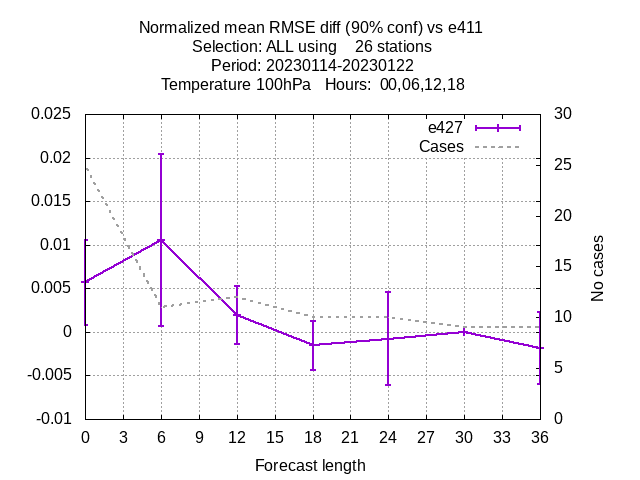 Normalized mean RMSE diff (90% conf) vs e411
Selection: ALL using 26 stations
Period: 20230114-20230122
Temperature 100hPa Hours: 00,06,12,18
0.025 30
e427
Cases
0.02 25
0.015 20
0.01 15
0.005
0 10
-0.005 5
-0.01 0
No cases
0 3 6 9 12 15 18 21 24 27 30 33 36
Forecast length